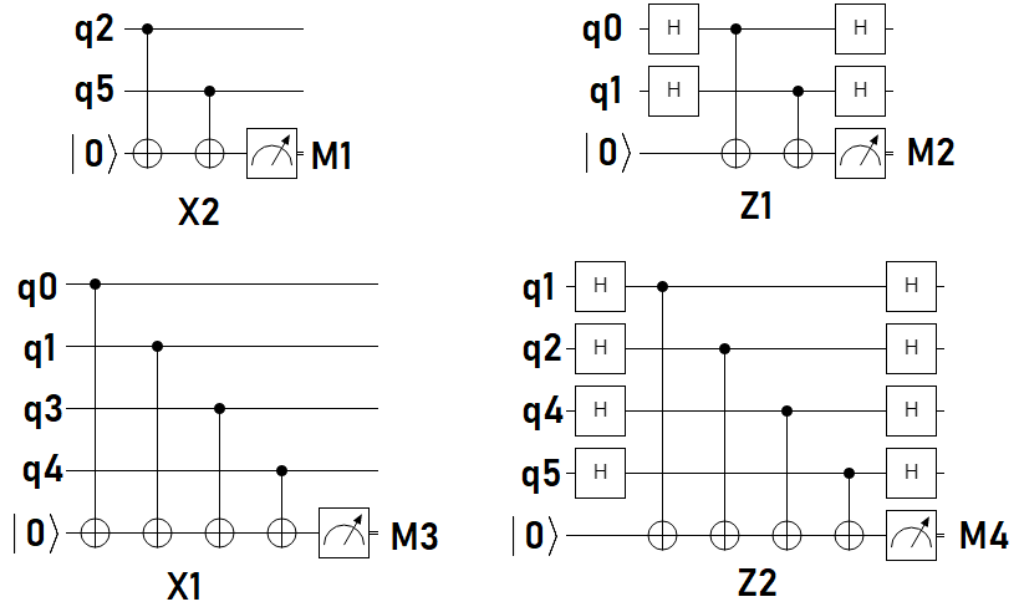 q2
q5
|0⟩ M1
X2
q0 H H
q1 H H
|0⟩ M2
Z1
q0
q1
q3
q4
|0⟩ M3
X1
q1 H H
q2 H H
q4 H H
q5 H H
|0⟩ M4
Z2